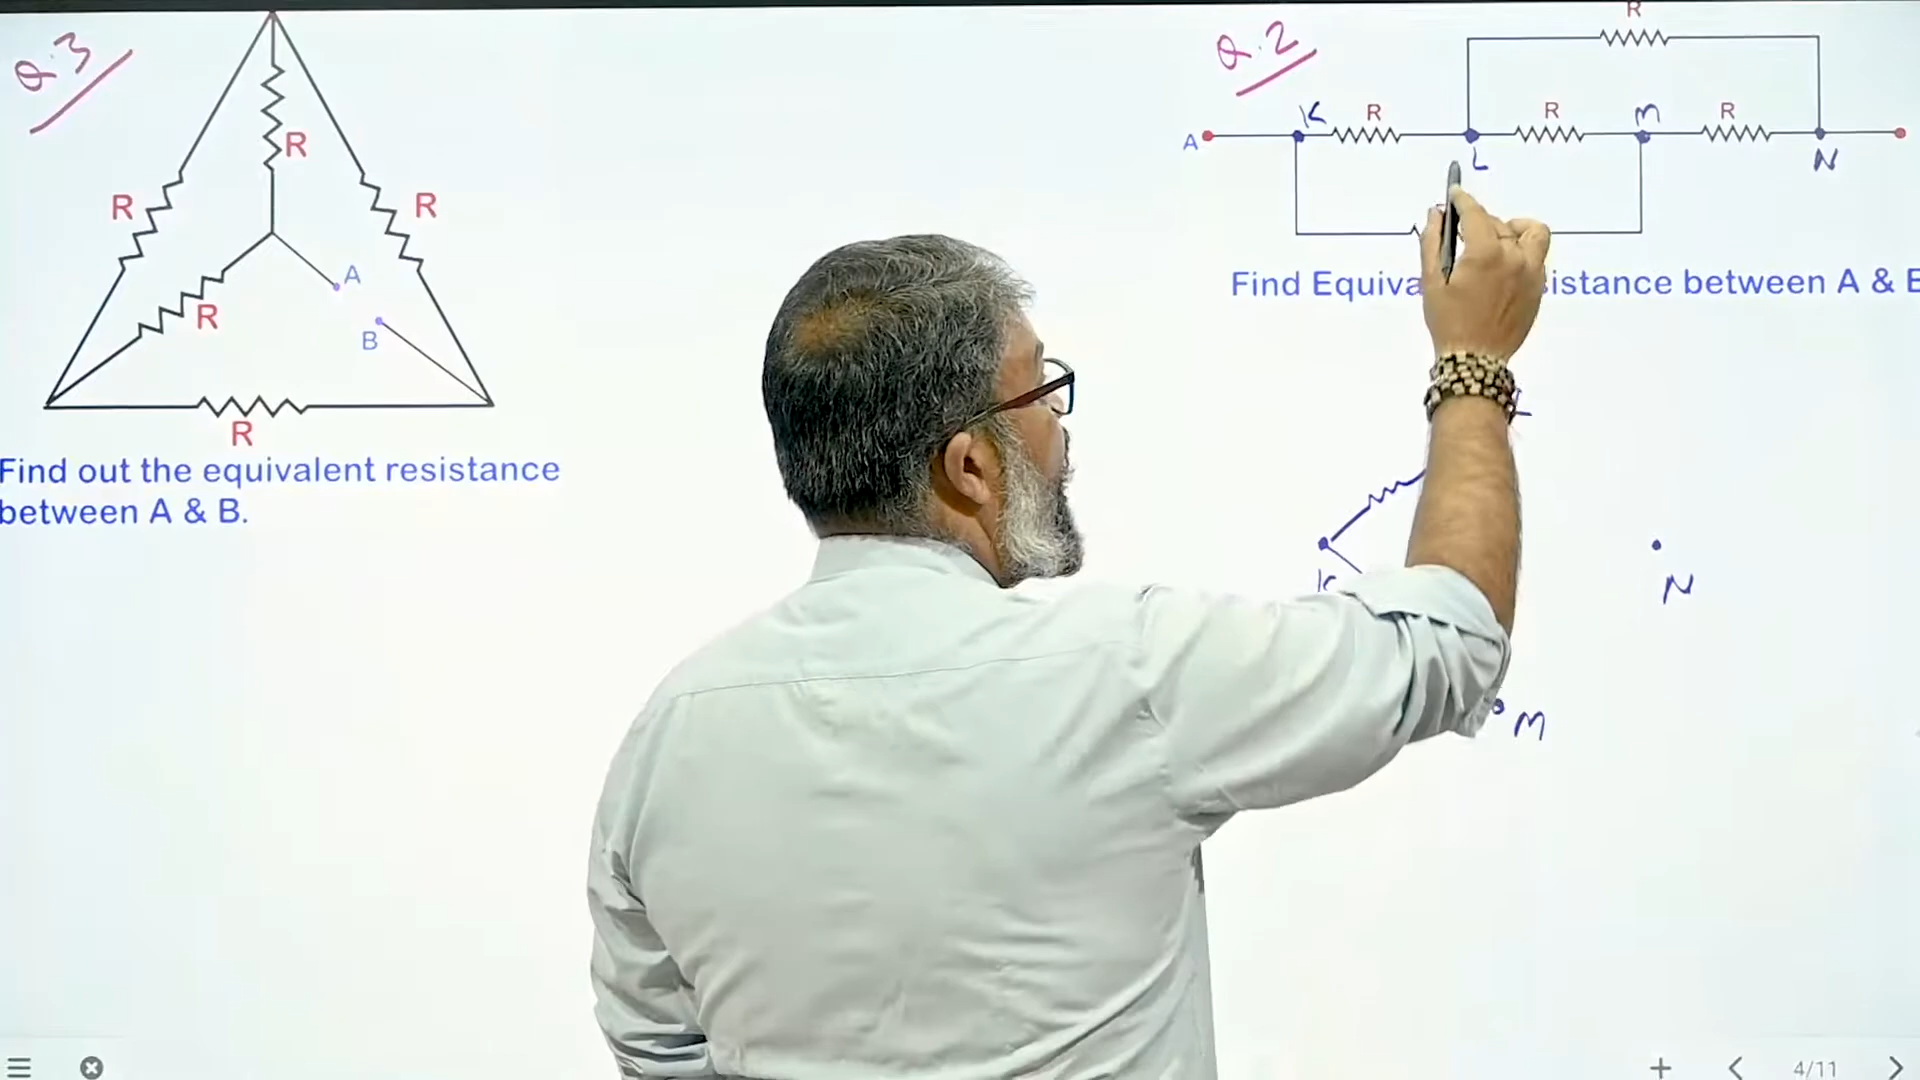 Q.3
R
R
R
A
R
B
R
Find out the equivalent resistance
between A & B.
Q.2
R
A
K
R
L
R
M
R
N
Find Equiva istance between A & B
L
K
N
M
4/11